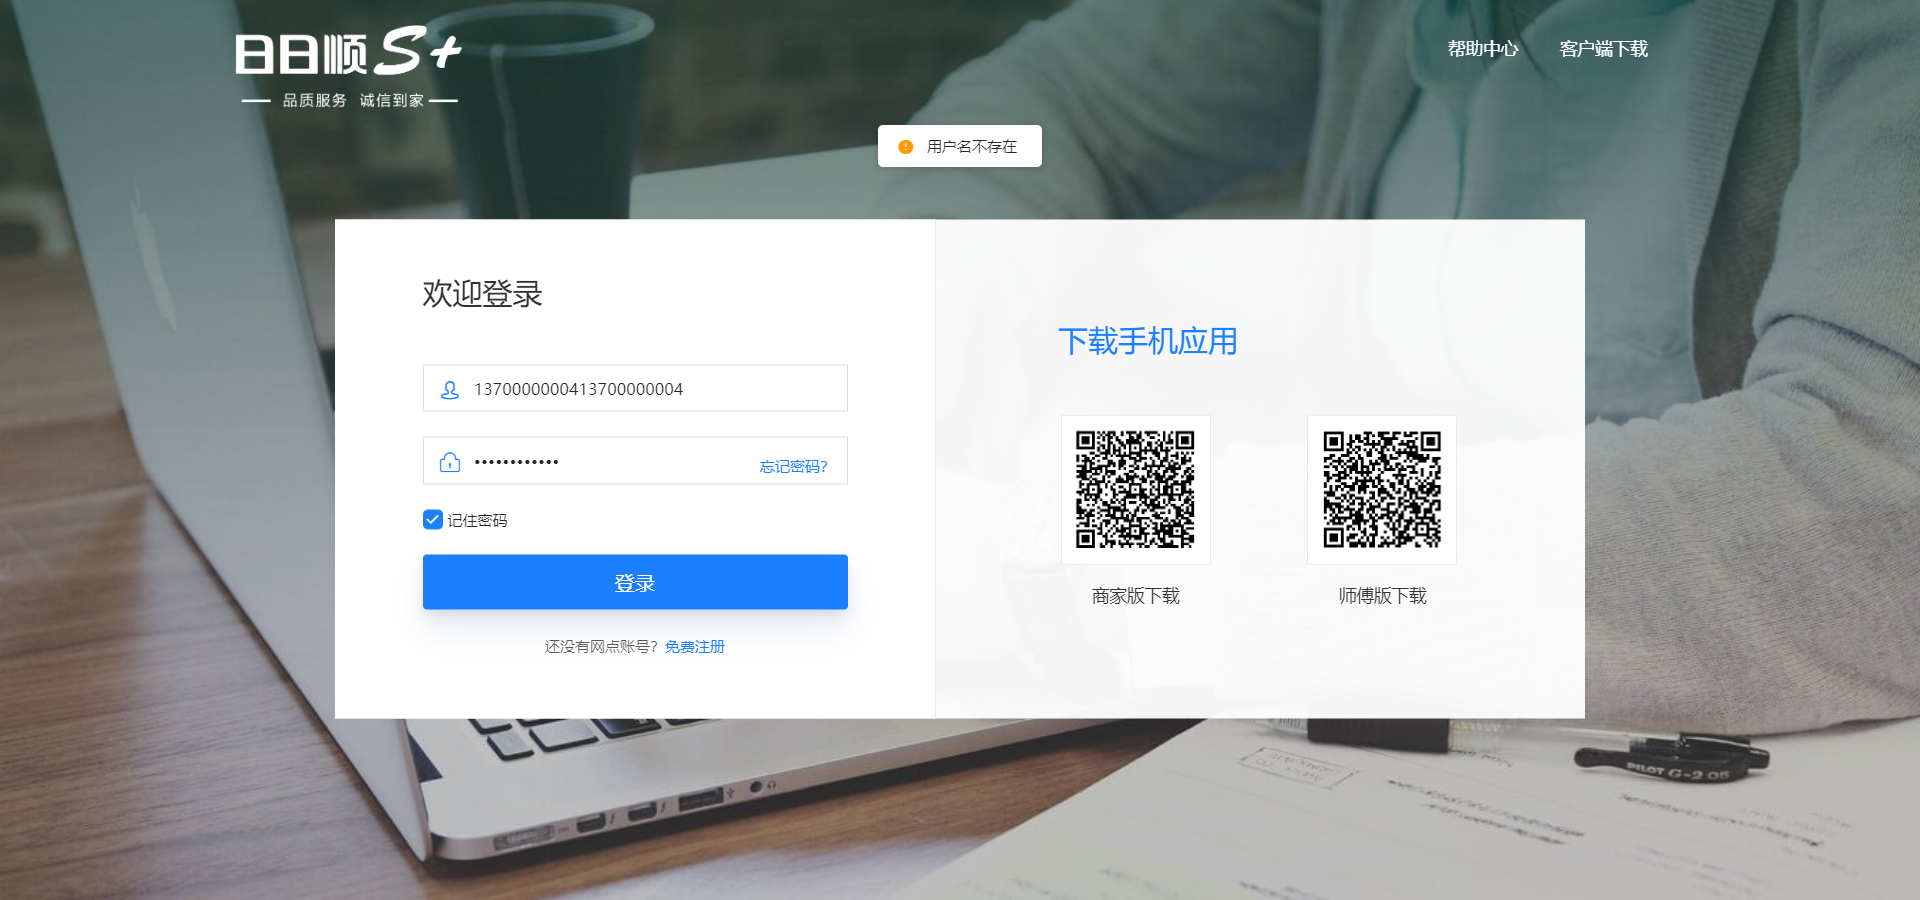 日日顺S+
品质服务 诚信到家
帮助中心
客户端下载
用户名不存在
欢迎登录
1370000000413700000004
忘记密码?
记住密码
登录
还没有网点账号? 免费注册
下载手机应用
商家版下载
师傅版下载
PILOT G-2 05